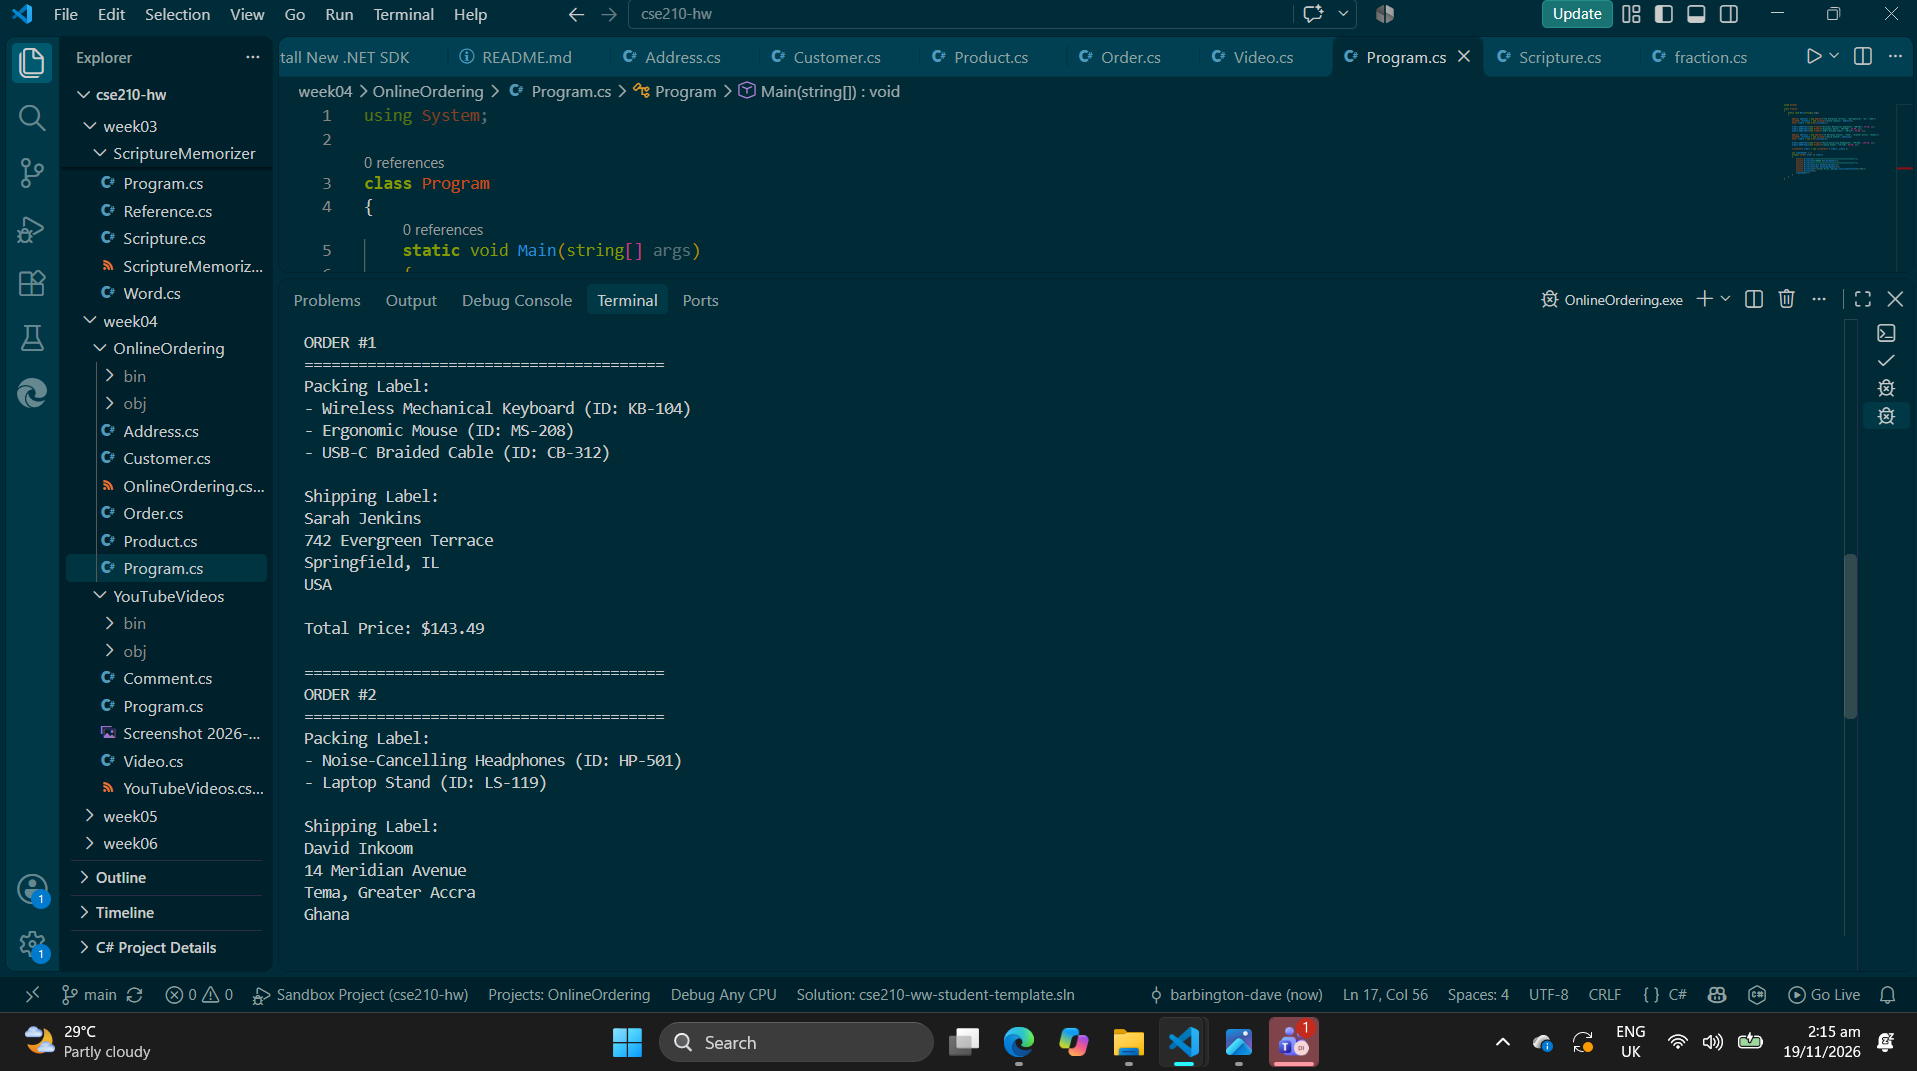 File Edit Selection View Go Run Terminal Help
cse210-hw
Update
Explorer
tall New .NET SDK
README.md
Address.cs
Customer.cs
Product.cs
Order.cs
Video.cs
Program.cs
Scripture.cs
fraction.cs
cse210-hw
week03
ScriptureMemorizer
Program.cs
Reference.cs
Scripture.cs
ScriptureMemoriz...
Word.cs
week04
OnlineOrdering
bin
obj
Address.cs
Customer.cs
OnlineOrdering.cs...
Order.cs
Product.cs
Program.cs
YouTubeVideos
bin
obj
Comment.cs
Program.cs
Screenshot 2026-...
Video.cs
YouTubeVideos.cs...
week05
week06
Outline
Timeline
C# Project Details
1
1
week04 > OnlineOrdering > Program.cs > Program > Main(string[]) : void
1 using System;
2
0 references
3 class Program
4 {
0 references
5 static void Main(string[] args)
Problems Output Debug Console Terminal Ports
OnlineOrdering.exe
ORDER #1
========================================
Packing Label:
- Wireless Mechanical Keyboard (ID: KB-104)
- Ergonomic Mouse (ID: MS-208)
- USB-C Braided Cable (ID: CB-312)
Shipping Label:
Sarah Jenkins
742 Evergreen Terrace
Springfield, IL
USA
Total Price: $143.49
========================================
ORDER #2
========================================
Packing Label:
- Noise-Cancelling Headphones (ID: HP-501)
- Laptop Stand (ID: LS-119)
Shipping Label:
David Inkoom
14 Meridian Avenue
Tema, Greater Accra
Ghana
main
0 0
Sandbox Project (cse210-hw)
Projects: OnlineOrdering
Debug Any CPU
Solution: cse210-ww-student-template.sln
barbington-dave (now)
Ln 17, Col 56
Spaces: 4
UTF-8
CRLF
{ } C#
Go Live
29°C
Partly cloudy
Search
1
ENG
UK
2:15 am
19/11/2026